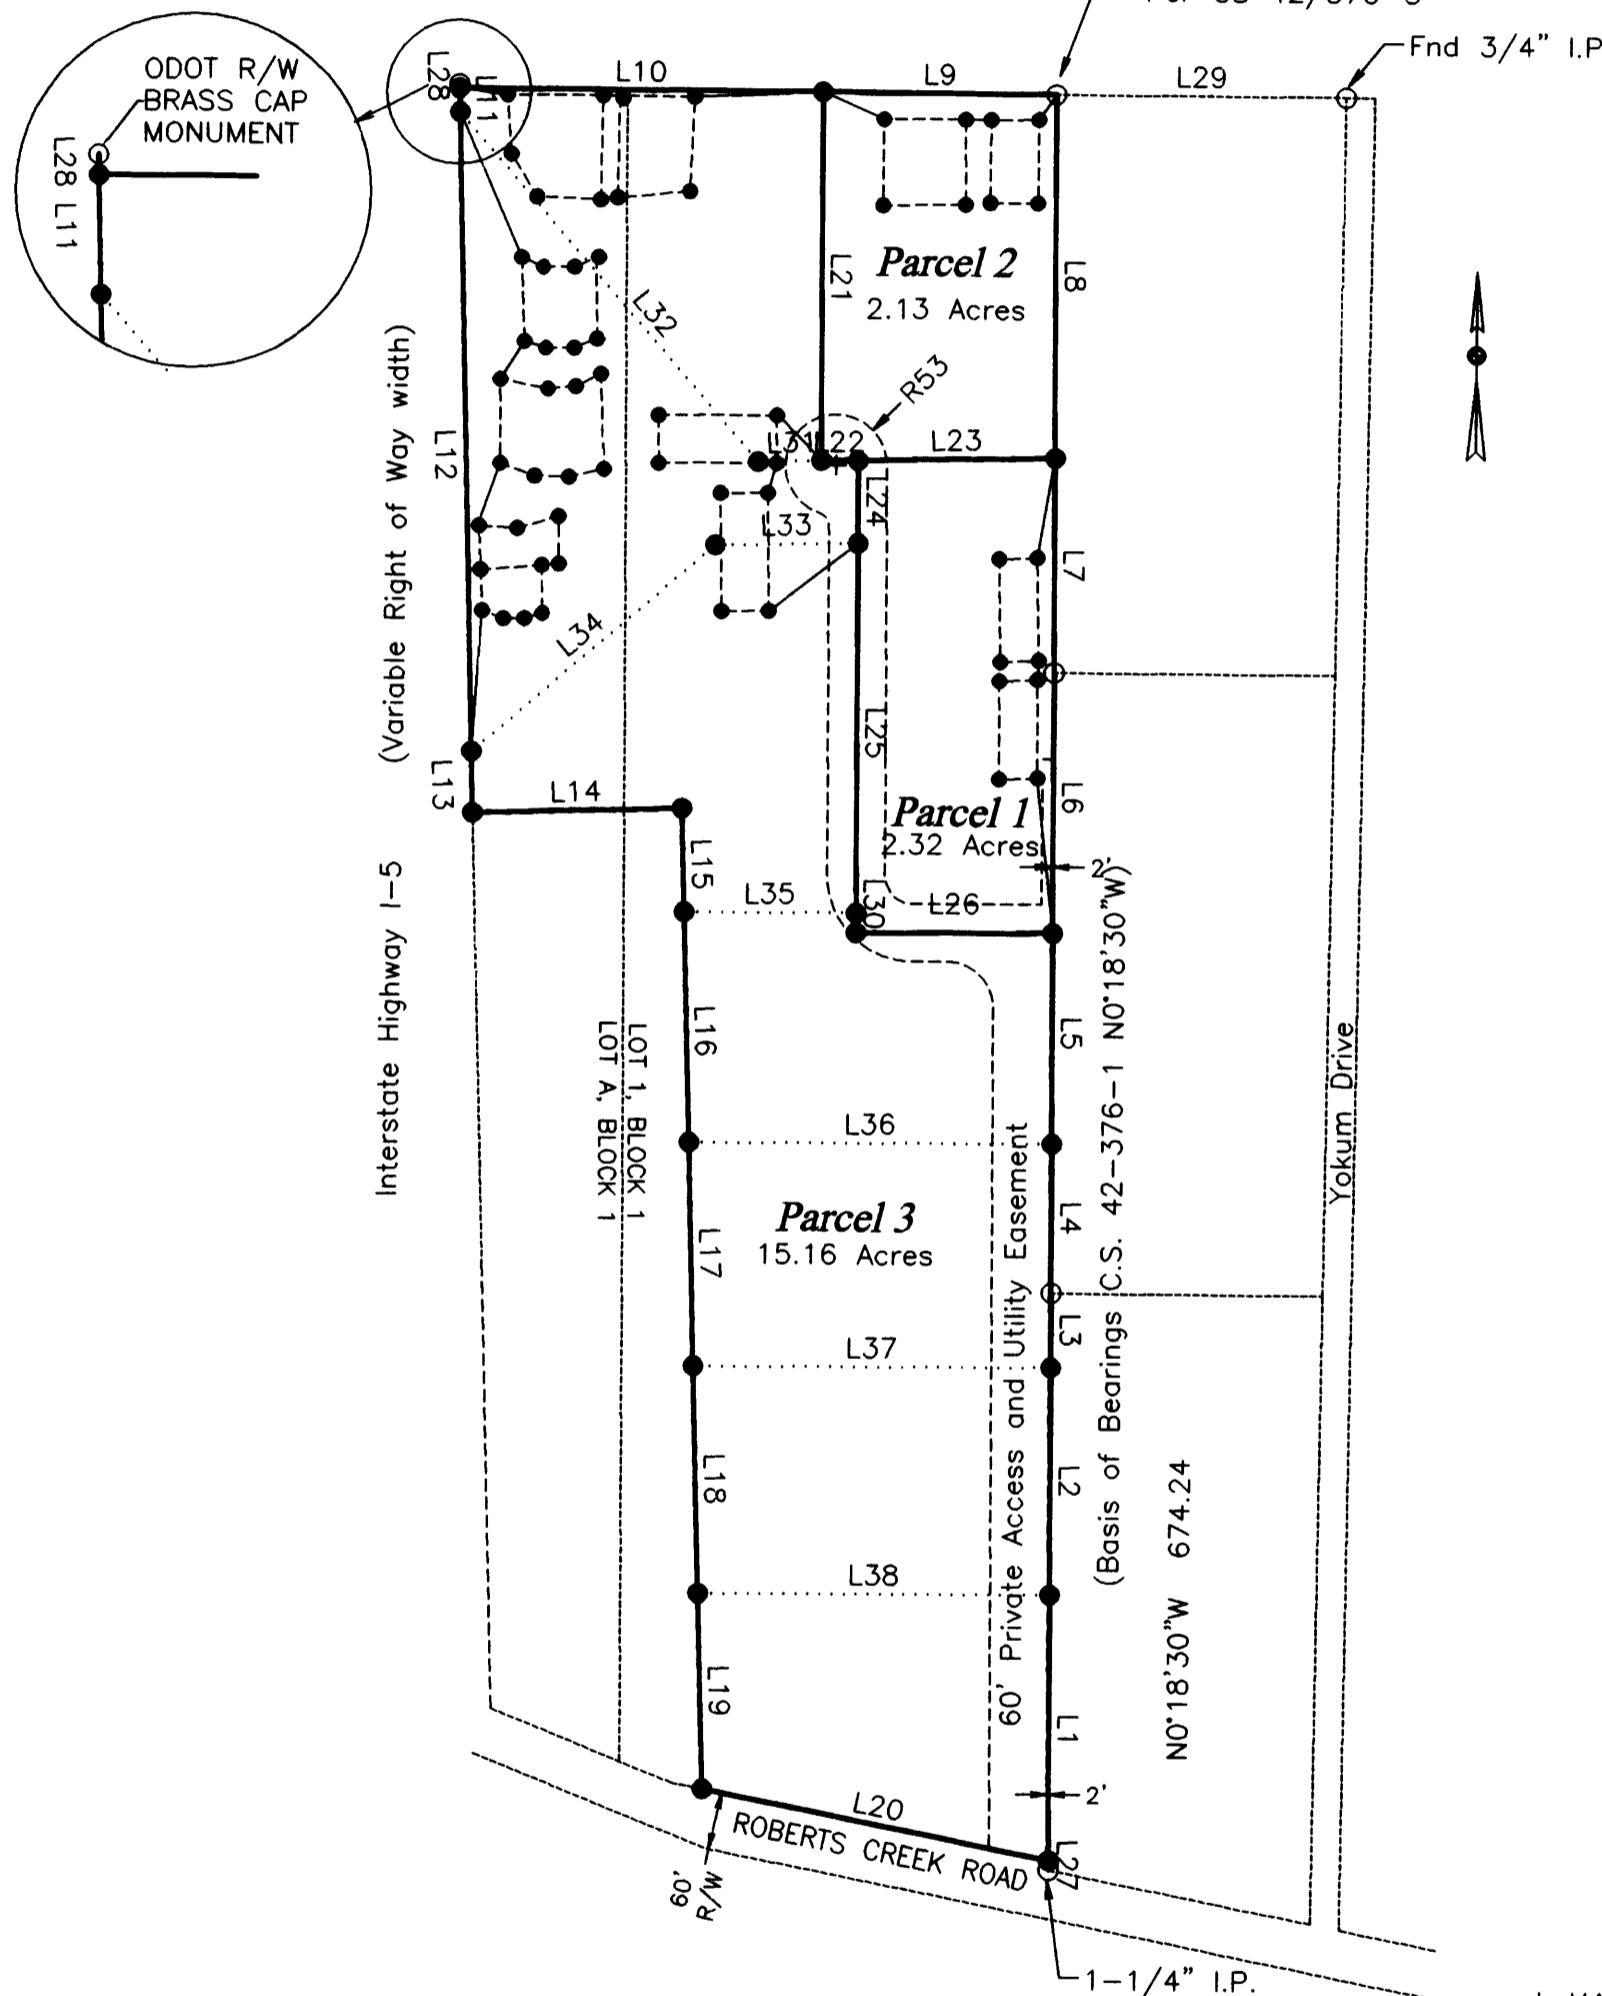 Fnd 3/4" I.P
ODOT R/W
BRASS CAP
MONUMENT
L28
L11
L28
L11
L10
L9
L29
L21
Parcel 2
2.13 Acres
L8
L32
R53
L12
(Variable Right of Way width)
L31
L22
L23
L24
L33
L7
L34
L25
L13
L14
L6
Parcel 1
2.32 Acres
2'
L15
L35
L30
L26
Interstate Highway I-5
L16
LOT 1, BLOCK 1
LOT A, BLOCK 1
L5
(Basis of Bearings C.S. 42-376-1 N0°18'30"W)
L36
Yokum Drive
Parcel 3
15.16 Acres
L4
L17
60' Private Access and Utility Easement
L3
L37
L18
L2
L38
N0°18'30"W 674.24
L19
L1
2'
L20
ROBERTS CREEK ROAD
L27
60'
R/W
1-1/4" I.P.